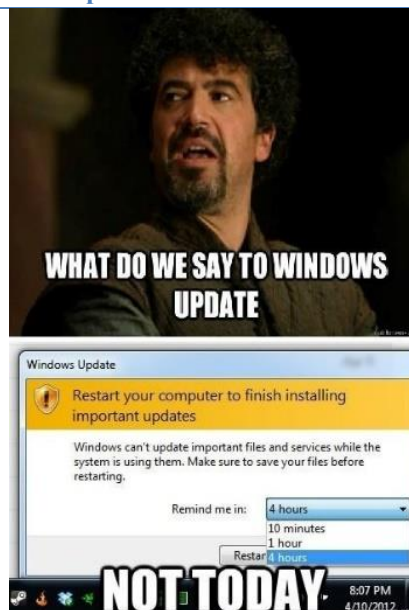 WHAT DO WE SAY TO WINDOWS
UPDATE
Windows Update
Restart your computer to finish installing
important updates
Windows can't update important files and services while the
system is using them. Make sure to save your files before
restarting.
Remind me in:
4 hours
10 minutes
1 hour
4 hours
Restar
NOT TODAY
8:07 PM
4/10/2012